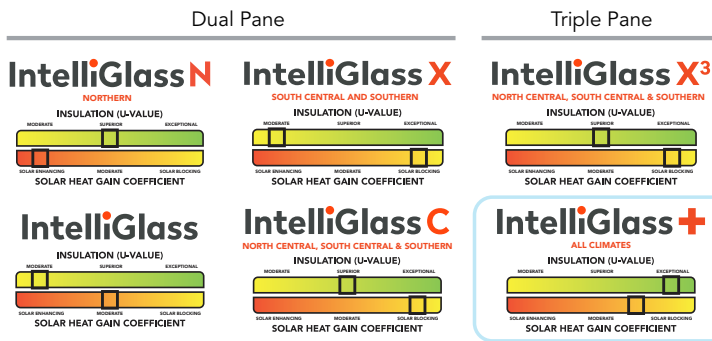 Dual Pane
Triple Pane
IntelliGlass N
NORTHERN
INSULATION (U-VALUE)
MODERATE SUPERIOR EXCEPTIONAL
SOLAR ENHANCING MODERATE SOLAR BLOCKING
SOLAR HEAT GAIN COEFFICIENT
IntelliGlass X
SOUTH CENTRAL AND SOUTHERN
INSULATION (U-VALUE)
MODERATE SUPERIOR EXCEPTIONAL
SOLAR ENHANCING MODERATE SOLAR BLOCKING
SOLAR HEAT GAIN COEFFICIENT
IntelliGlass X³
NORTH CENTRAL, SOUTH CENTRAL & SOUTHERN
INSULATION (U-VALUE)
MODERATE SUPERIOR EXCEPTIONAL
SOLAR ENHANCING MODERATE SOLAR BLOCKING
SOLAR HEAT GAIN COEFFICIENT
IntelliGlass
INSULATION (U-VALUE)
MODERATE SUPERIOR EXCEPTIONAL
SOLAR ENHANCING MODERATE SOLAR BLOCKING
SOLAR HEAT GAIN COEFFICIENT
IntelliGlass C
NORTH CENTRAL, SOUTH CENTRAL & SOUTHERN
INSULATION (U-VALUE)
MODERATE SUPERIOR EXCEPTIONAL
SOLAR ENHANCING MODERATE SOLAR BLOCKING
SOLAR HEAT GAIN COEFFICIENT
IntelliGlass +
ALL CLIMATES
INSULATION (U-VALUE)
MODERATE SUPERIOR EXCEPTIONAL
SOLAR ENHANCING MODERATE SOLAR BLOCKING
SOLAR HEAT GAIN COEFFICIENT